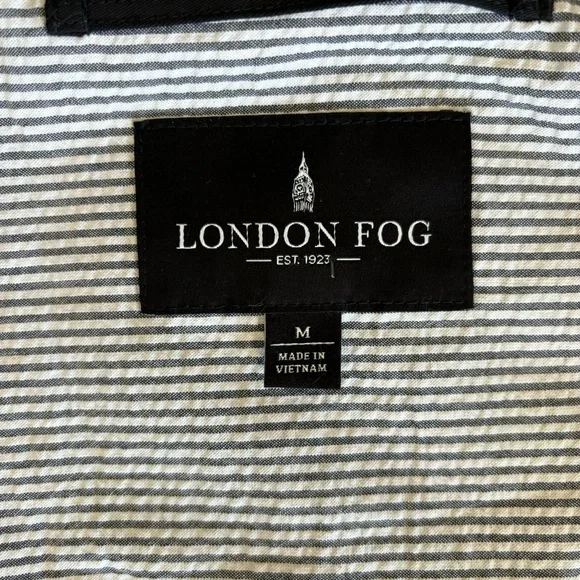 LONDON FOG
EST. 1923
M
MADE IN
VIETNAM